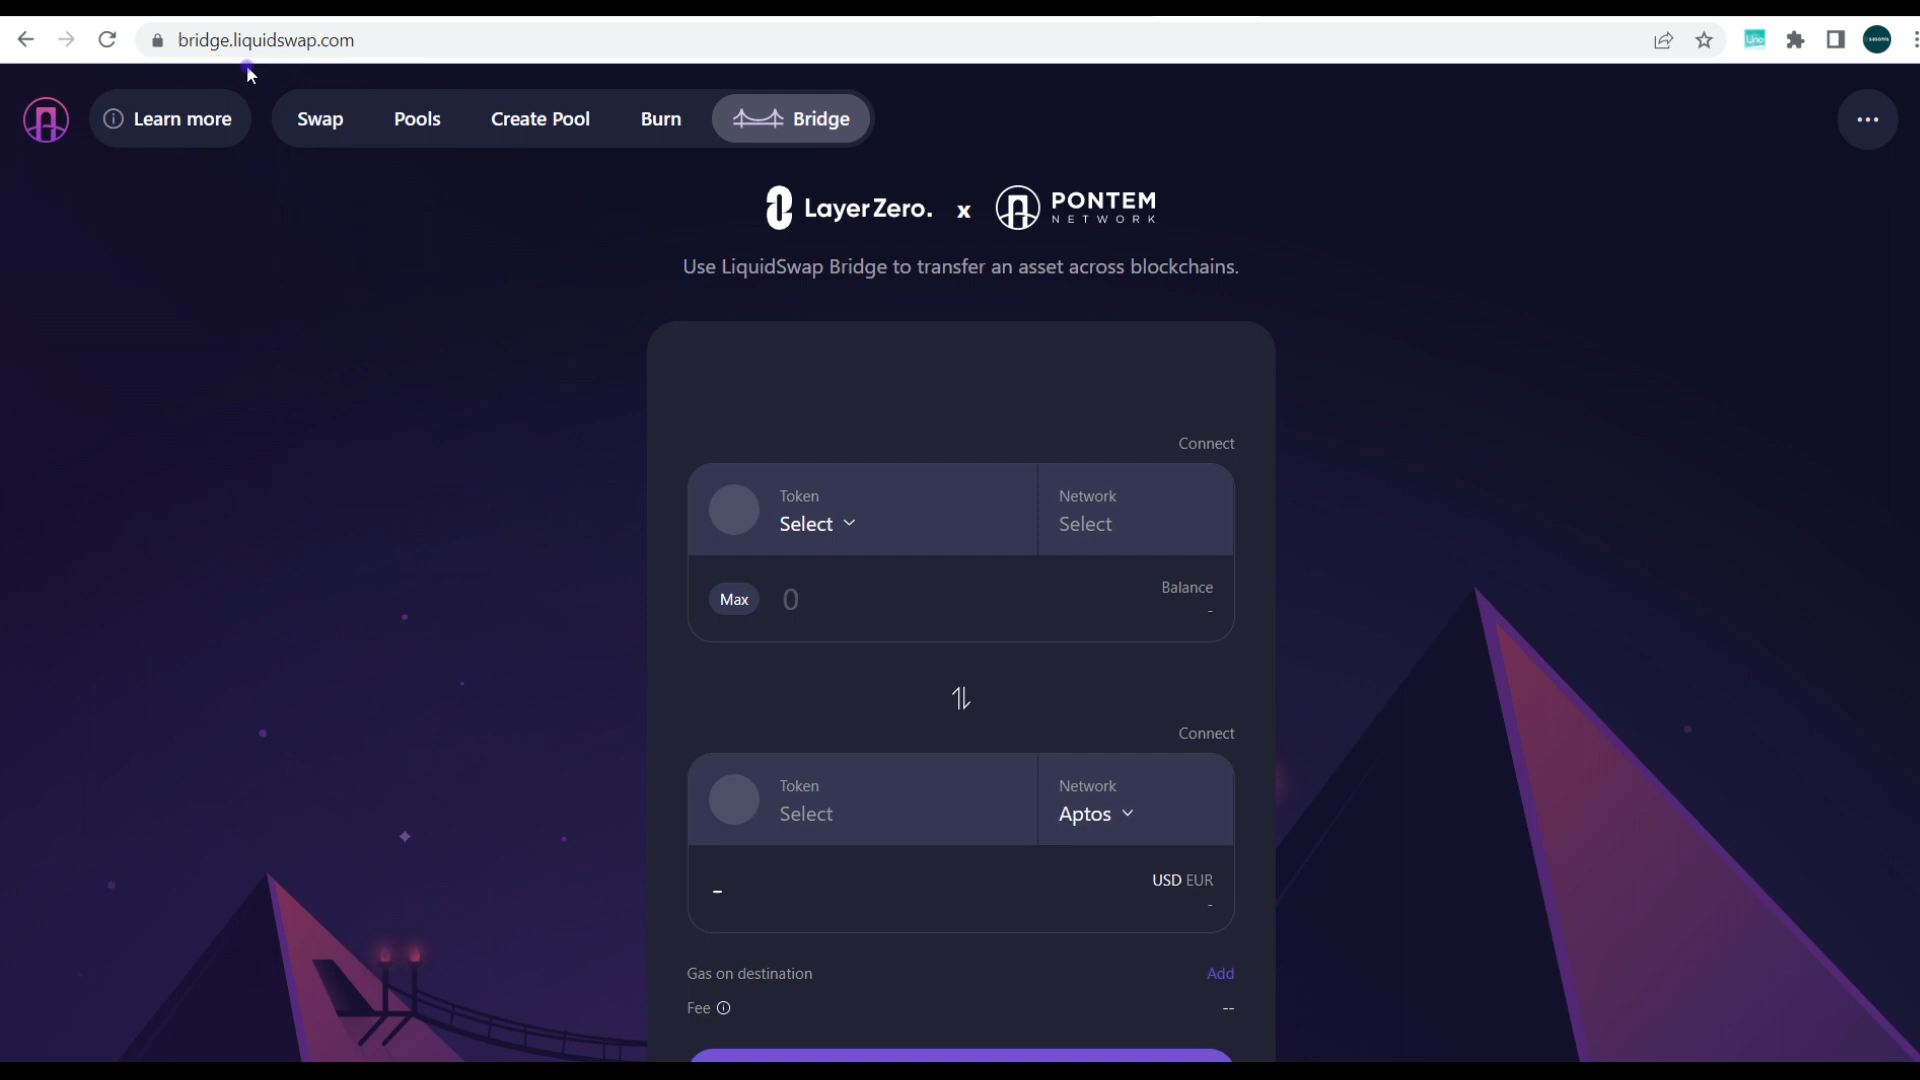 bridge.liquidswap.com
Learn more
Swap
Pools
Create Pool
Burn
Bridge
LayerZero. x PONTEM NETWORK
Use LiquidSwap Bridge to transfer an asset across blockchains.
Connect
Token
Select
Network
Select
Max
0
Balance
-
Connect
Token
Select
Network
Aptos
-
USD EUR
-
Gas on destination
Add
Fee
--